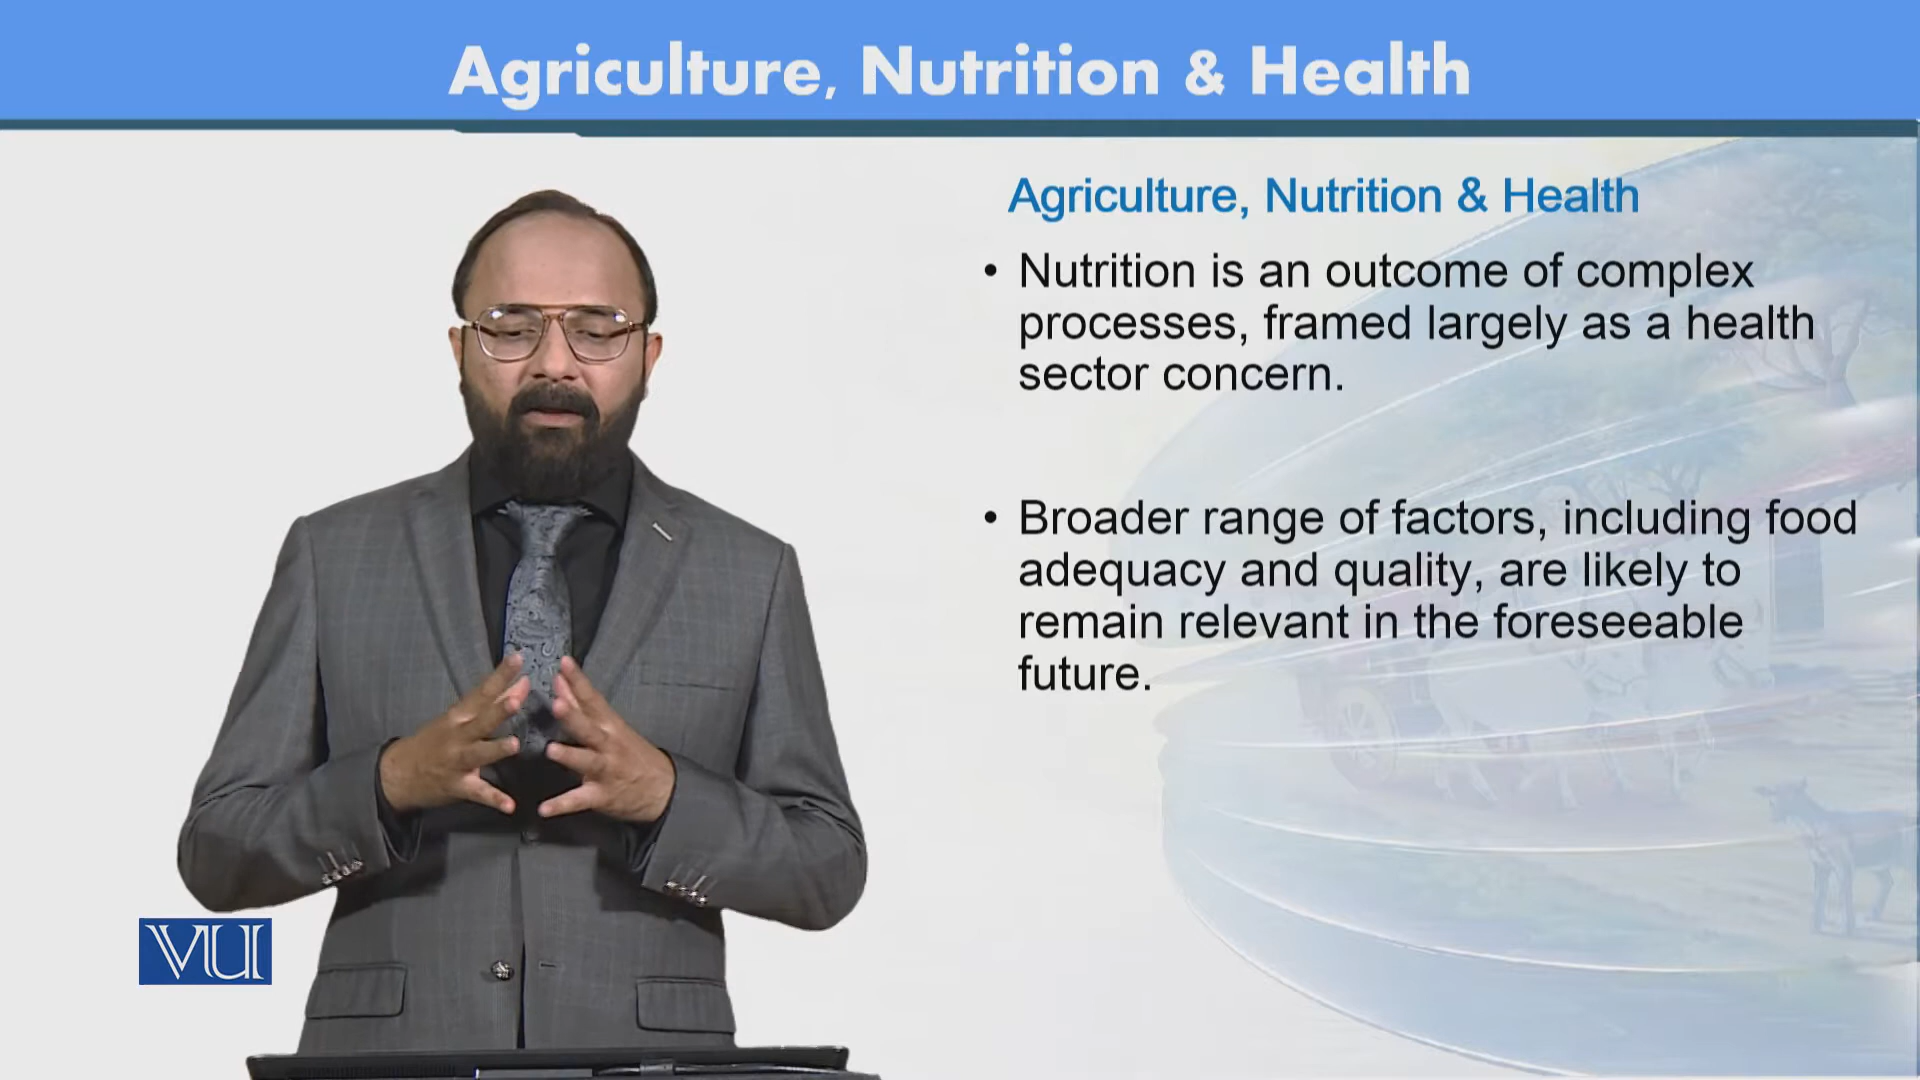 Agriculture, Nutrition & Health
Agriculture, Nutrition & Health
• Nutrition is an outcome of complex
processes, framed largely as a health
sector concern.
• Broader range of factors, including food
adequacy and quality, are likely to
remain relevant in the foreseeable
future.
VU